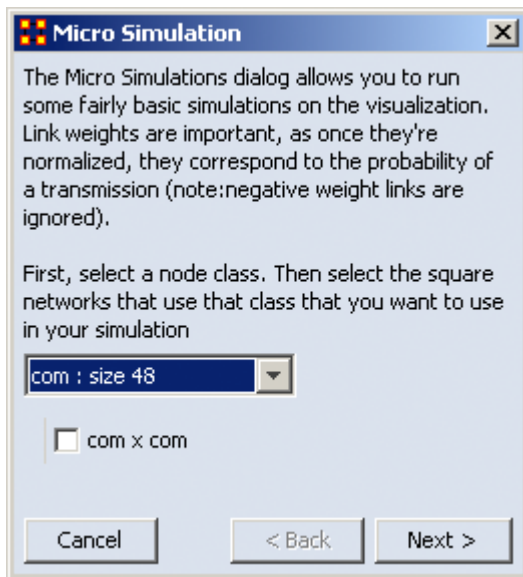 Micro Simulation
The Micro Simulations dialog allows you to run
some fairly basic simulations on the visualization.
Link weights are important, as once they're
normalized, they correspond to the probability of
a transmission (note:negative weight links are
ignored).
First, select a node class. Then select the square
networks that use that class that you want to use
in your simulation
com : size 48
com x com
Cancel
< Back
Next >